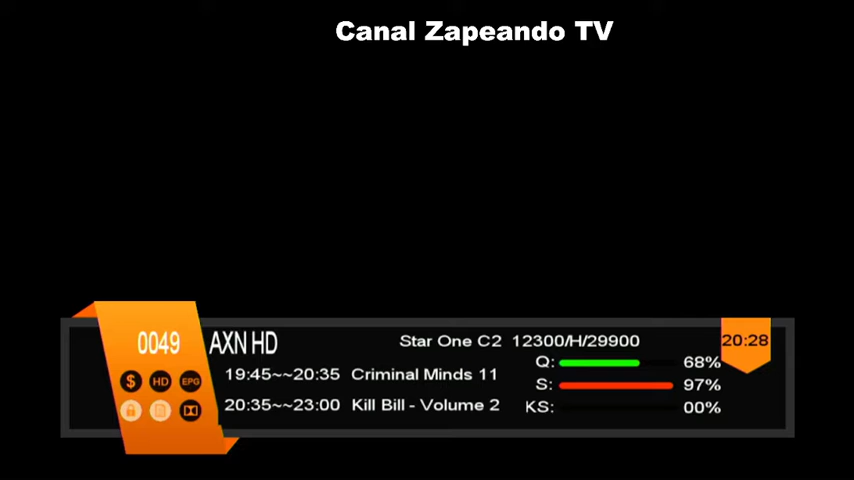 Canal Zapeando TV
0049 AXN HD Star One C2 12300/H/29900 20:28
Q: 68%
$ HD EPG 19:45~~20:35 Criminal Minds 11 S: 97%
20:35~~23:00 Kill Bill - Volume 2 KS: 00%